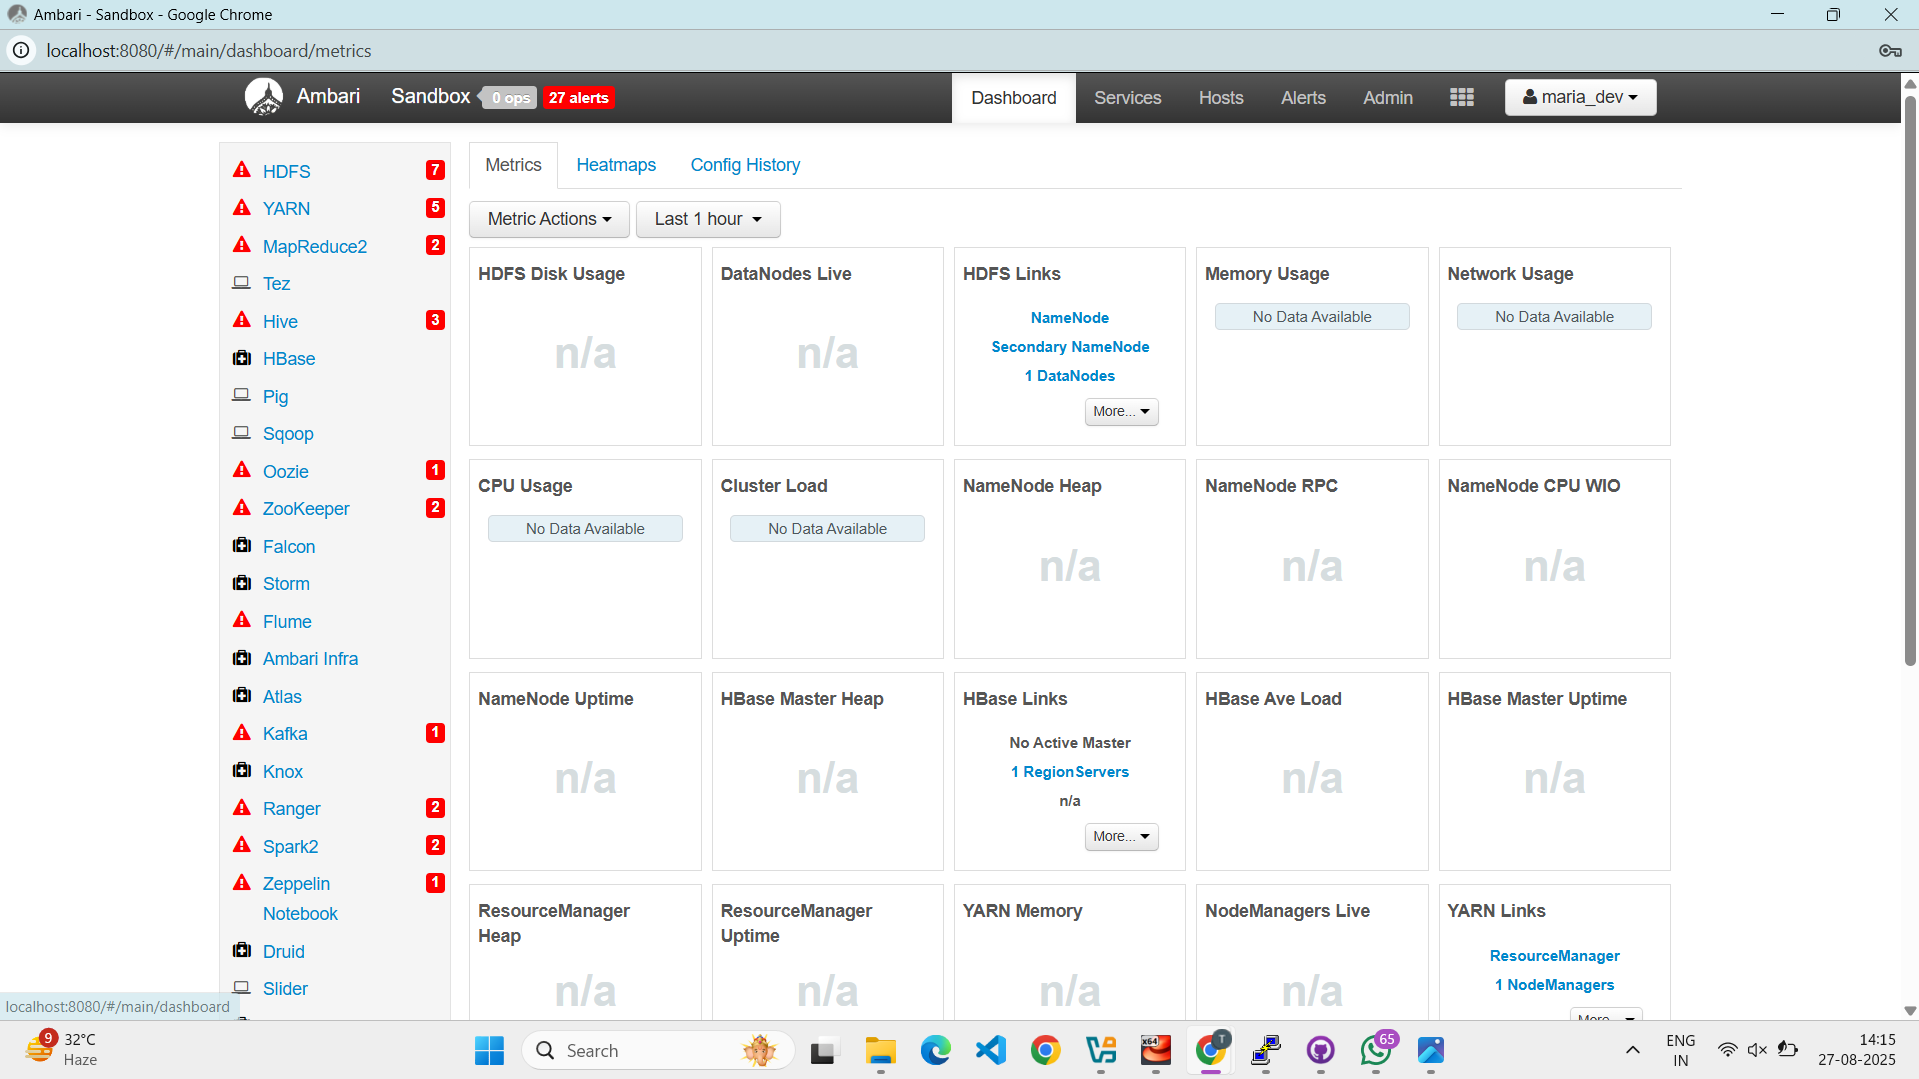 Ambari - Sandbox - Google Chrome
localhost:8080/#/main/dashboard/metrics
Ambari Sandbox 0 ops 27 alerts Dashboard Services Hosts Alerts Admin maria_dev
HDFS 7
YARN 5
MapReduce2 2
Tez
Hive 3
HBase
Pig
Sqoop
Oozie 1
ZooKeeper 2
Falcon
Storm
Flume
Ambari Infra
Atlas
Kafka 1
Knox
Ranger 2
Spark2 2
Zeppelin 1
Notebook
Druid
Slider
localhost:8080/#/main/dashboard
Metrics Heatmaps Config History
Metric Actions Last 1 hour
HDFS Disk Usage
n/a
DataNodes Live
n/a
HDFS Links
NameNode
Secondary NameNode
1 DataNodes
More...
Memory Usage
No Data Available
Network Usage
No Data Available
CPU Usage
No Data Available
Cluster Load
No Data Available
NameNode Heap
n/a
NameNode RPC
n/a
NameNode CPU WIO
n/a
NameNode Uptime
n/a
HBase Master Heap
n/a
HBase Links
No Active Master
1 RegionServers
n/a
More...
HBase Ave Load
n/a
HBase Master Uptime
n/a
ResourceManager
Heap
n/a
ResourceManager
Uptime
n/a
YARN Memory
n/a
NodeManagers Live
n/a
YARN Links
ResourceManager
1 NodeManagers
More...
9
32°C
Haze
Search
x64
T
65
ENG
IN
14:15
27-08-2025